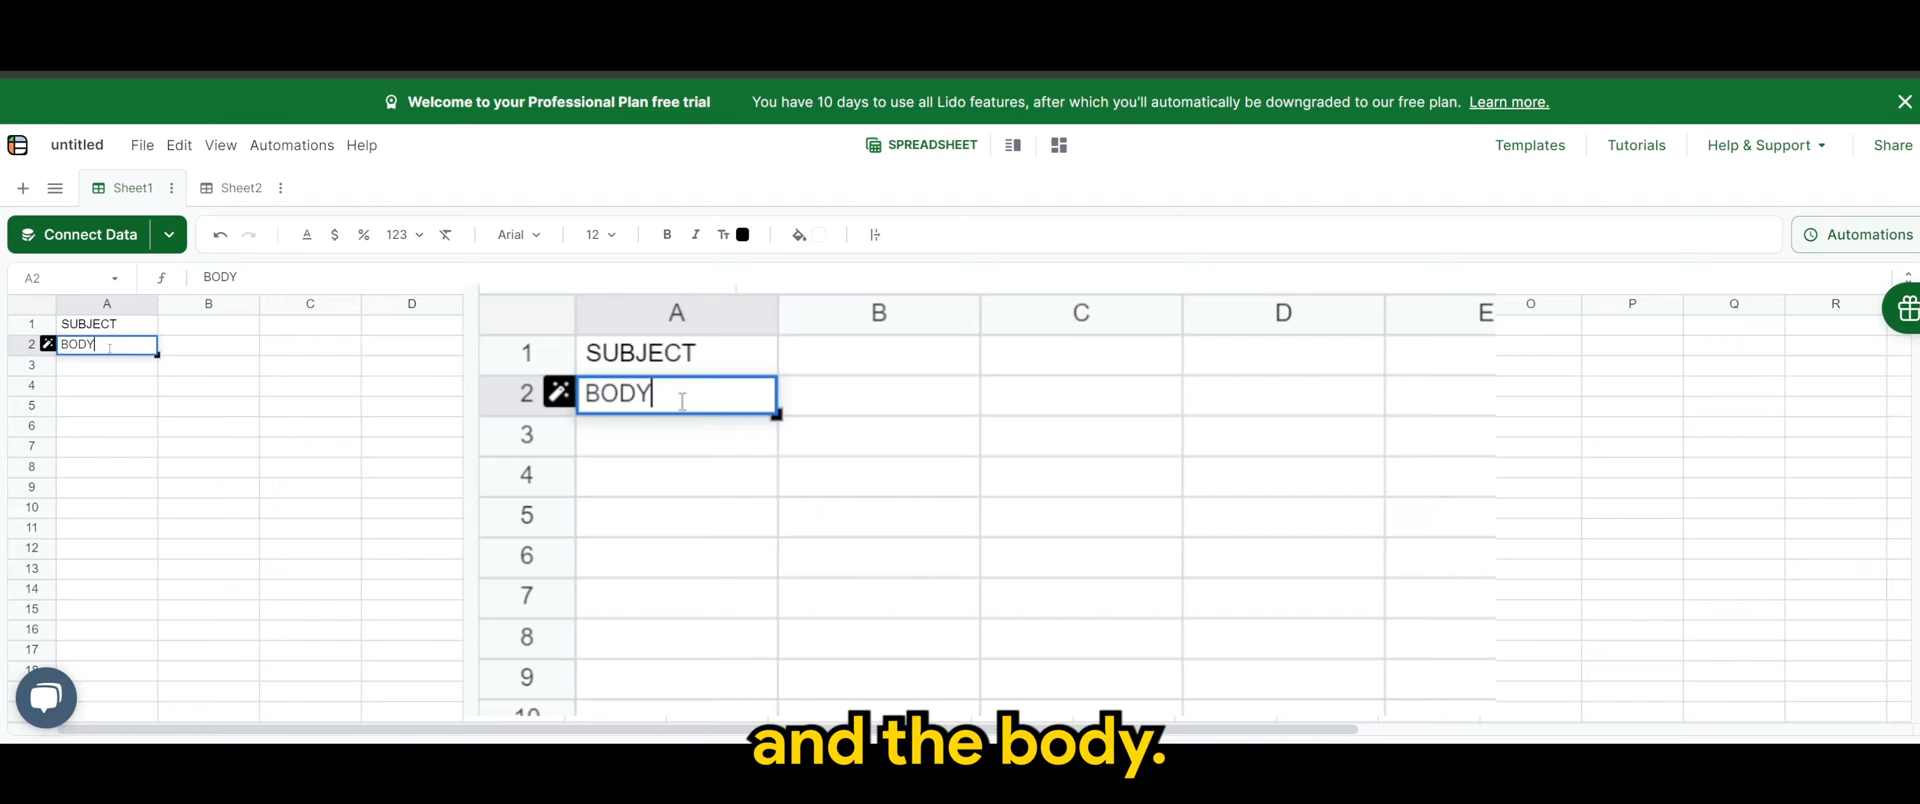 Welcome to your Professional Plan free trial You have 10 days to use all Lido features, after which you'll automatically be downgraded to our free plan. Learn more.
untitled File Edit View Automations Help SPREADSHEET Templates Tutorials Help & Support Share
Sheet1 Sheet2
Connect Data $ % 123 Arial 12 B I Tt Automations
A2 f BODY
A B C D O P Q R
1 SUBJECT
2 BODY
3
4
5
6
7
8
9
10
11
12
13
14
15
16
17
18
A B C D E
1 SUBJECT
2 BODY
3
4
5
6
7
8
9
10
and the body.